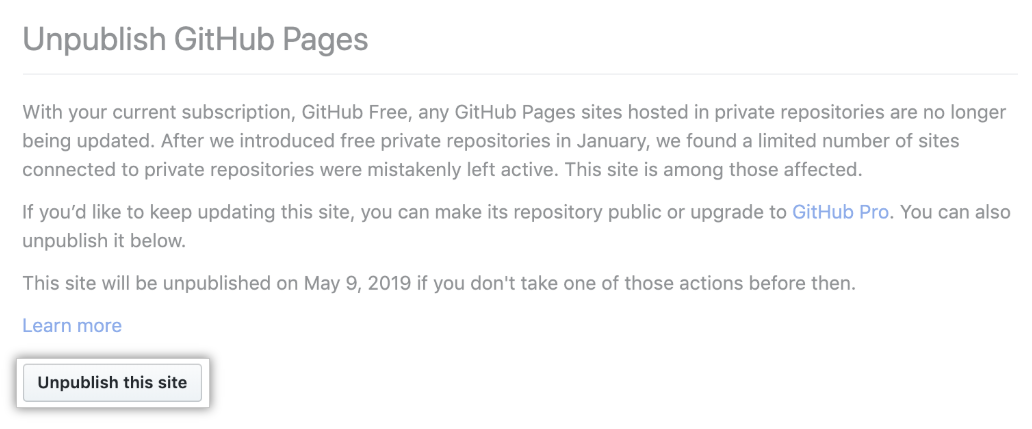 Unpublish GitHub Pages
With your current subscription, GitHub Free, any GitHub Pages sites hosted in private repositories are no longer
being updated. After we introduced free private repositories in January, we found a limited number of sites
connected to private repositories were mistakenly left active. This site is among those affected.
If you’d like to keep updating this site, you can make its repository public or upgrade to GitHub Pro. You can also
unpublish it below.
This site will be unpublished on May 9, 2019 if you don't take one of those actions before then.
Learn more
Unpublish this site